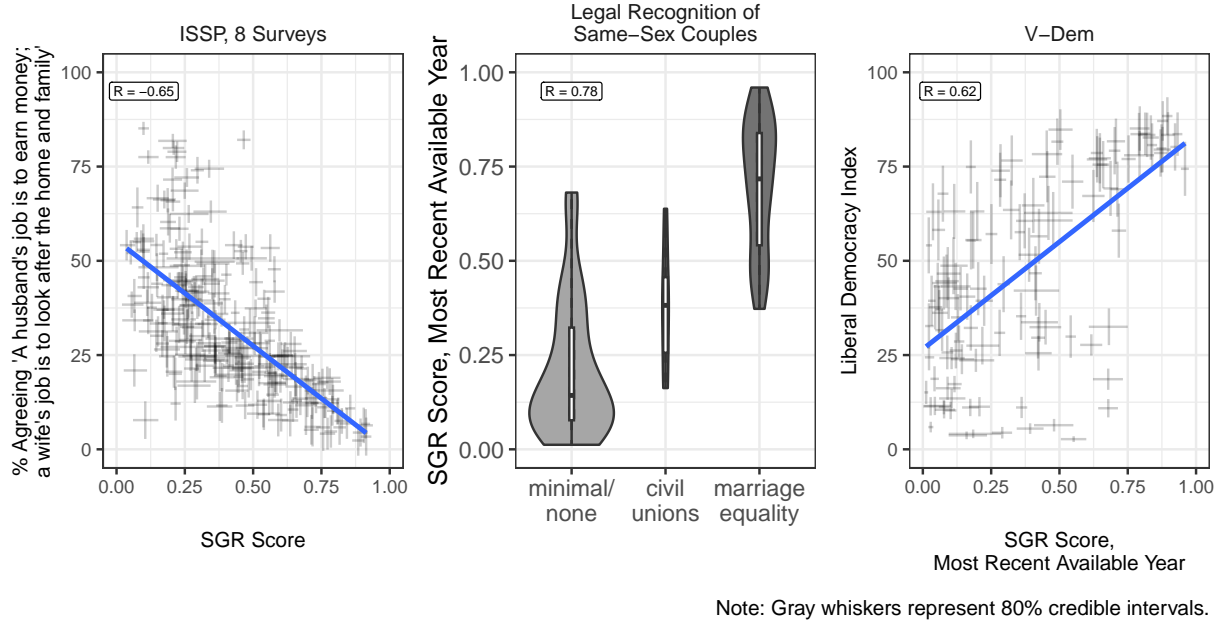 ISSP, 8 Surveys
% Agreeing 'A husband's job is to earn money;
a wife's job is to look after the home and family'
R = −0.65
100
75
50
25
0
0.00 0.25 0.50 0.75 1.00
SGR Score
Legal Recognition of
Same−Sex Couples
SGR Score, Most Recent Available Year
R = 0.78
1.00
0.75
0.50
0.25
0.00
minimal/
none
civil
unions
marriage
equality
V−Dem
Liberal Democracy Index
R = 0.62
100
75
50
25
0
0.00 0.25 0.50 0.75 1.00
SGR Score,
Most Recent Available Year
Note: Gray whiskers represent 80% credible intervals.